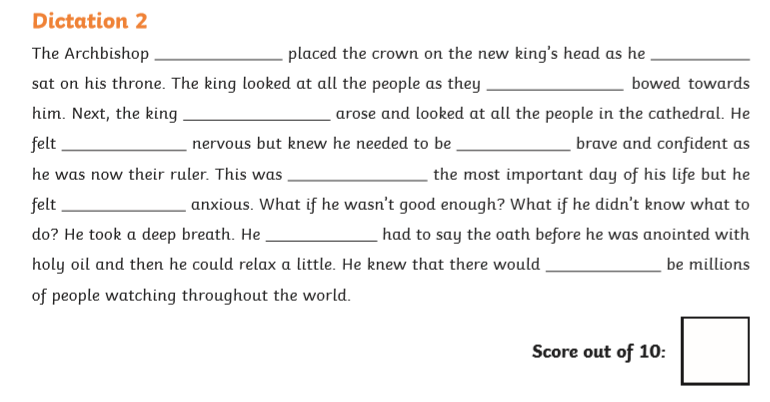 Dictation 2
The Archbishop ______________ placed the crown on the new king's head as he ___________
sat on his throne. The king looked at all the people as they _______________ bowed towards
him. Next, the king ________________ arose and looked at all the people in the cathedral. He
felt ______________ nervous but knew he needed to be ____________ brave and confident as
he was now their ruler. This was _______________ the most important day of his life but he
felt ______________ anxious. What if he wasn't good enough? What if he didn't know what to
do? He took a deep breath. He ____________ had to say the oath before he was anointed with
holy oil and then he could relax a little. He knew that there would ____________ be millions
of people watching throughout the world.
Score out of 10: